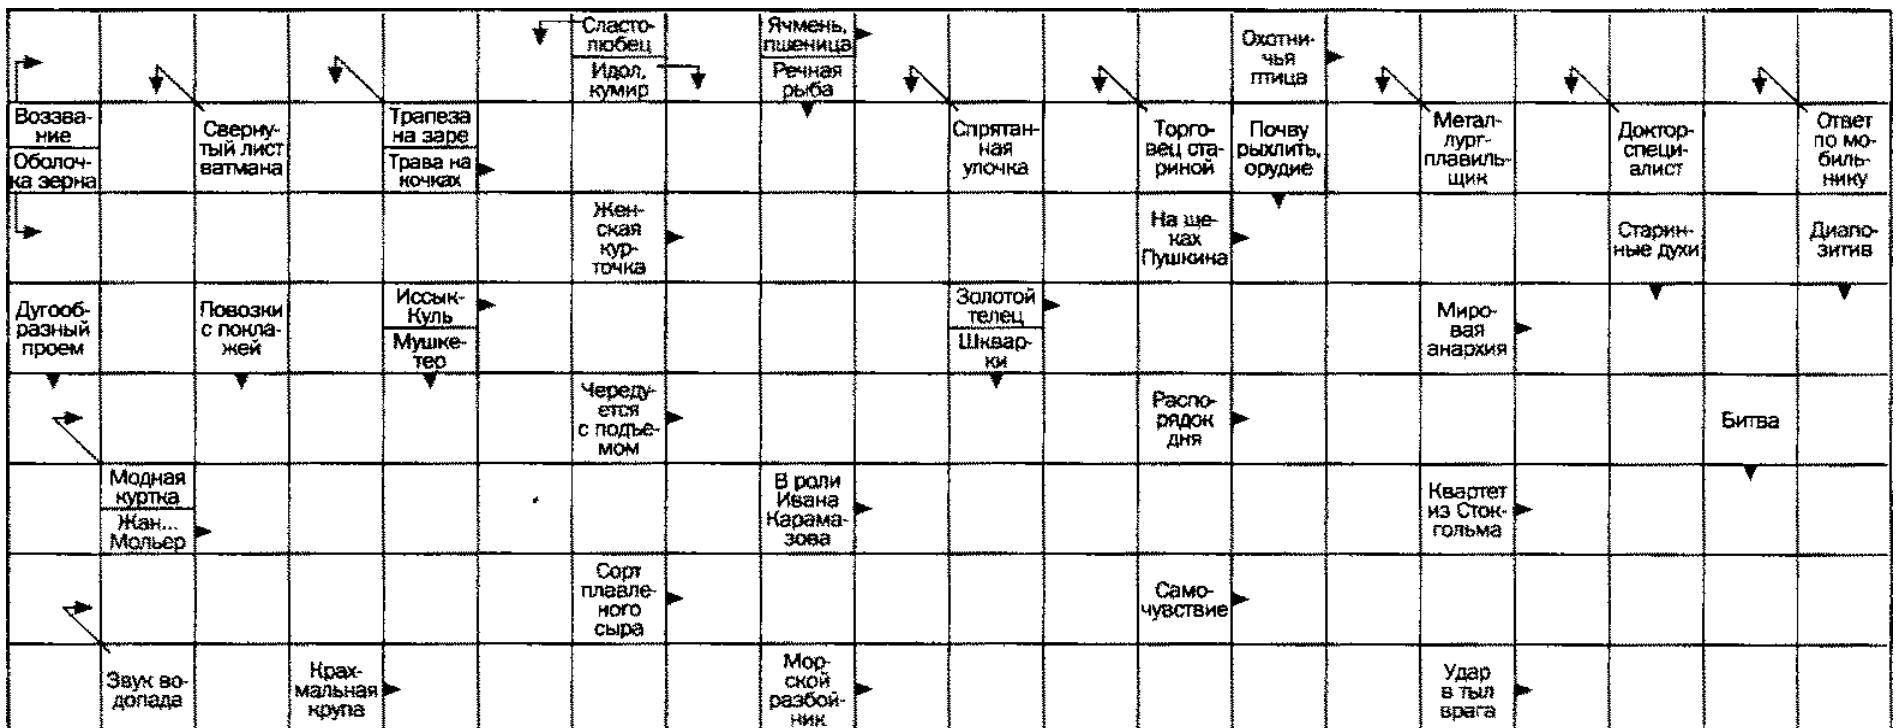 Сласто-
любец
Идол,
кумир
Ячмень,
пшеница
Речная
рыба
Охотни-
чья
птица
Воззва-
ние
Оболоч-
ка зерна
Сверну-
тый лист
ватмана
Трапеза
на заре
Трава на
кочках
Спрятан-
ная
улочка
Торго-
вец ста-
риной
Почву
рыхлить,
орудие
Метал-
лург-
плавиль-
щик
Доктор-
специ-
алист
Ответ
по мо-
биль-
нику
Жен-
ская
кур-
точка
На ще-
ках
Пушкина
Старин-
ные духи
Диапо-
зитив
Дугооб-
разный
проем
Повозки
с покла-
жей
Иссык-
Куль
Мушке-
тер
Золотой
телец
Шквар-
ки
Миро-
вая
анархия
Череду-
ется
с подъе-
мом
Распо-
рядок
дня
Битва
Модная
куртка
Жан...
Мольер
В роли
Ивана
Карама-
зова
Квартет
из Сток-
гольма
Сорт
плавле-
ного
сыра
Само-
чувствие
Звук во-
допада
Крах-
мальная
крупа
Мор-
ской
разбой-
ник
Удар
в тыл
врага